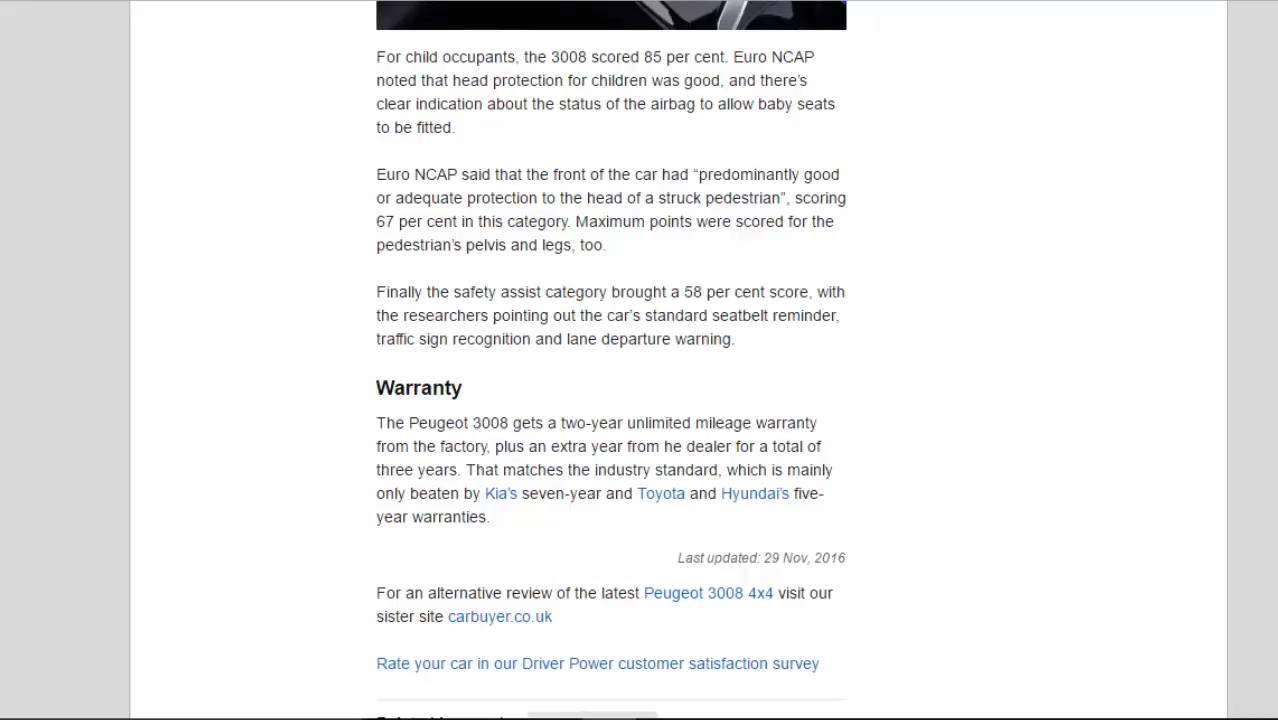 For child occupants, the 3008 scored 85 per cent. Euro NCAP
noted that head protection for children was good, and there’s
clear indication about the status of the airbag to allow baby seats
to be fitted.
Euro NCAP said that the front of the car had “predominantly good
or adequate protection to the head of a struck pedestrian”, scoring
67 per cent in this category. Maximum points were scored for the
pedestrian’s pelvis and legs, too.
Finally the safety assist category brought a 58 per cent score, with
the researchers pointing out the car’s standard seatbelt reminder,
traffic sign recognition and lane departure warning.
Warranty
The Peugeot 3008 gets a two-year unlimited mileage warranty
from the factory, plus an extra year from he dealer for a total of
three years. That matches the industry standard, which is mainly
only beaten by Kia’s seven-year and Toyota and Hyundai’s five-
year warranties.
Last updated: 29 Nov, 2016
For an alternative review of the latest Peugeot 3008 4x4 visit our
sister site carbuyer.co.uk
Rate your car in our Driver Power customer satisfaction survey